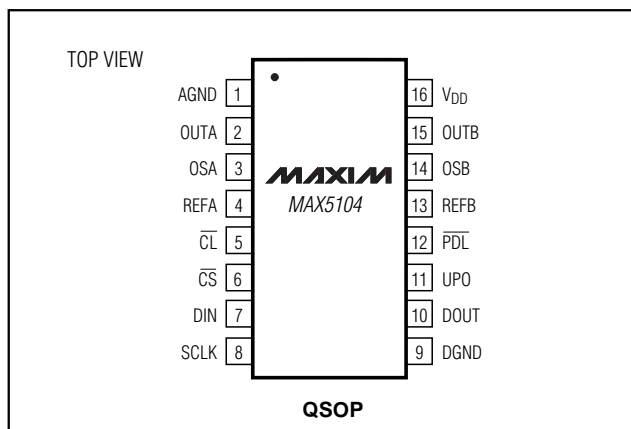 TOP VIEW
AGND 1 16 VDD
OUTA 2 15 OUTB
OSA 3 14 OSB
MAXIM
REFA 4 MAX5104 13 REFB
CL 5 12 PDL
CS 6 11 UPO
DIN 7 10 DOUT
SCLK 8 9 DGND
QSOP